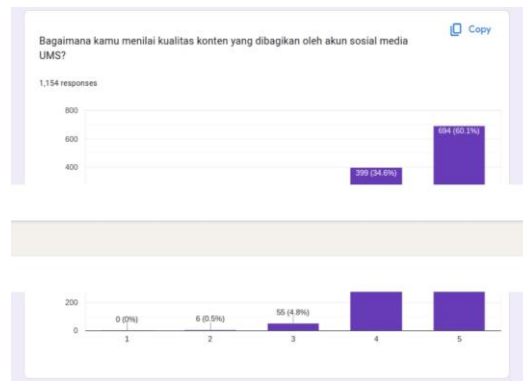 Copy
Bagaimana kamu menilai kualitas konten yang dibagikan oleh akun sosial media
UMS?
1,154 responses
800
600
400
694 (60.1%)
399 (34.6%)
200
0
0 (0%)
6 (0.5%)
55 (4.8%)
1 2 3 4 5